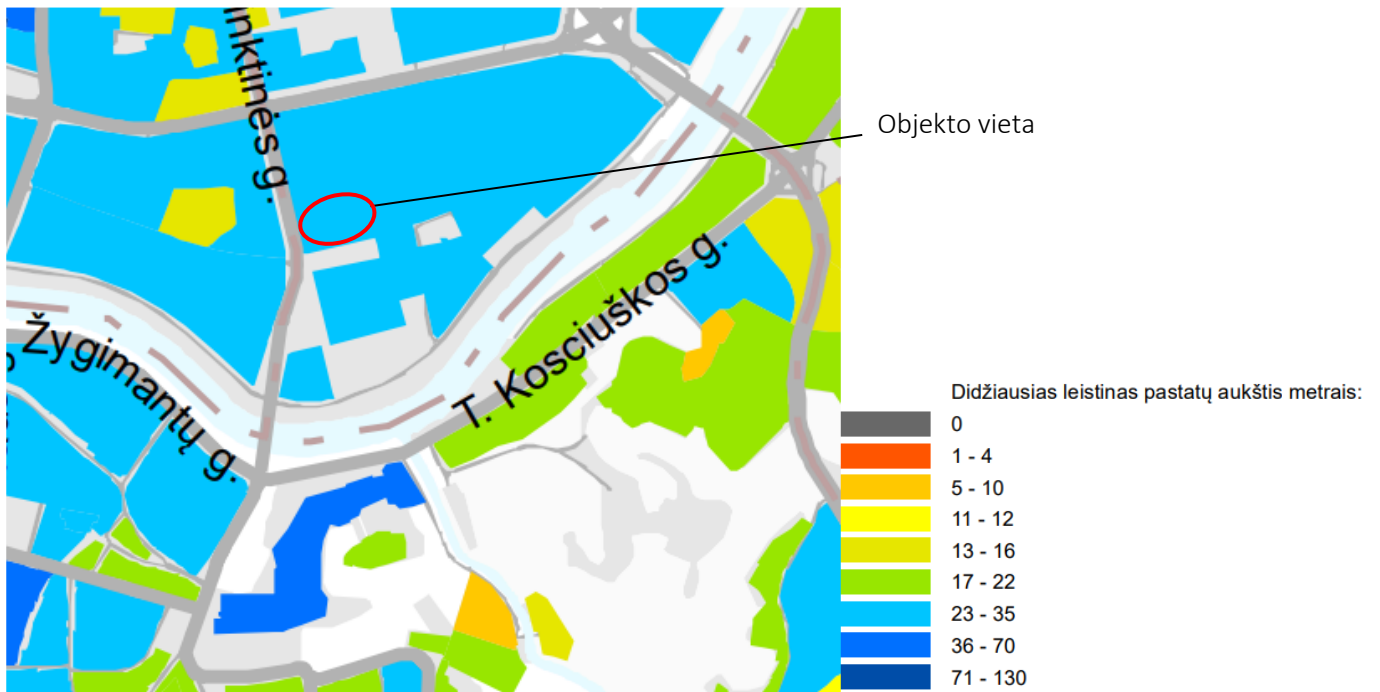 inktinės g.
Objekto vieta
Žygimantų g.
T. Kosciuškos g.
Didžiausias leistinas pastatų aukštis metrais:
0
1 - 4
5 - 10
11 - 12
13 - 16
17 - 22
23 - 35
36 - 70
71 - 130